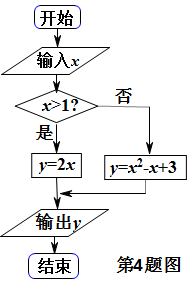 开始
输入x
x>1?
否
是
y=2x
y=x²-x+3
输出y
结束
第4题图